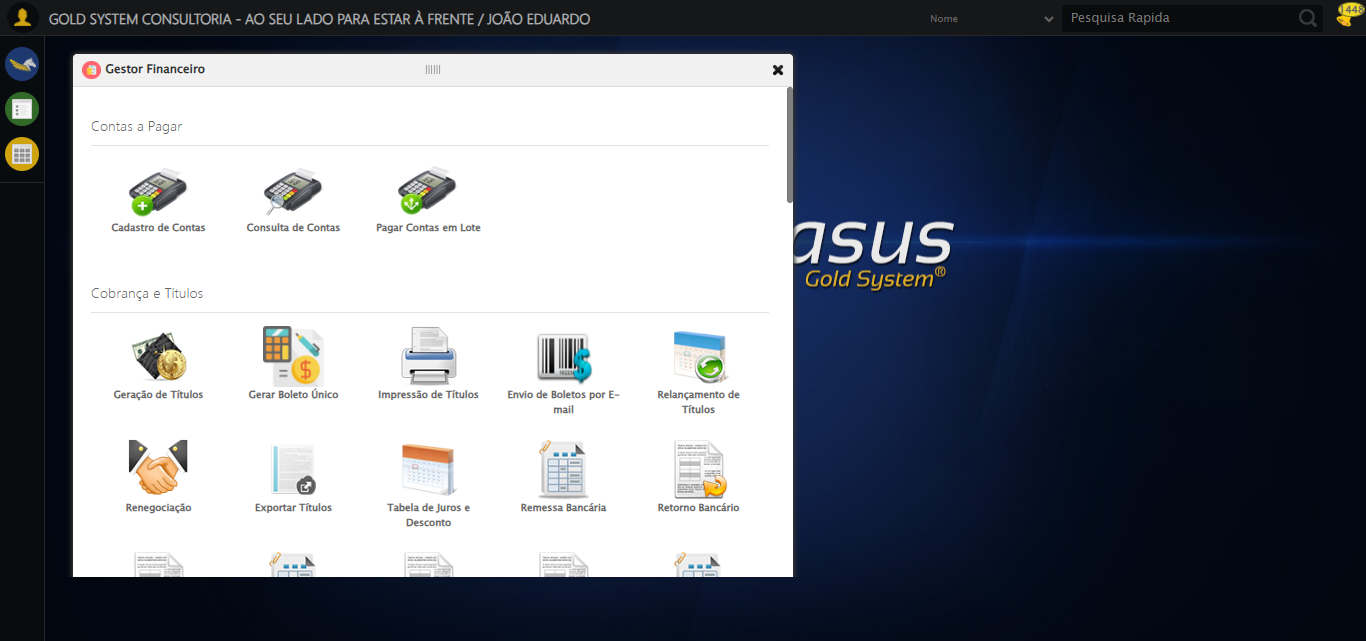 GOLD SYSTEM CONSULTORIA - AO SEU LADO PARA ESTAR À FRENTE / JOÃO EDUARDO
Nome
Pesquisa Rapida
1448
Gestor Financeiro
Contas a Pagar
Cadastro de Contas
Consulta de Contas
Pagar Contas em Lote
asus
Gold System®
Cobrança e Títulos
Geração de Títulos
Gerar Boleto Único
Impressão de Títulos
Envio de Boletos por E-
mail
Relançamento de
Títulos
Renegociação
Exportar Títulos
Tabela de Juros e
Desconto
Remessa Bancária
Retorno Bancário